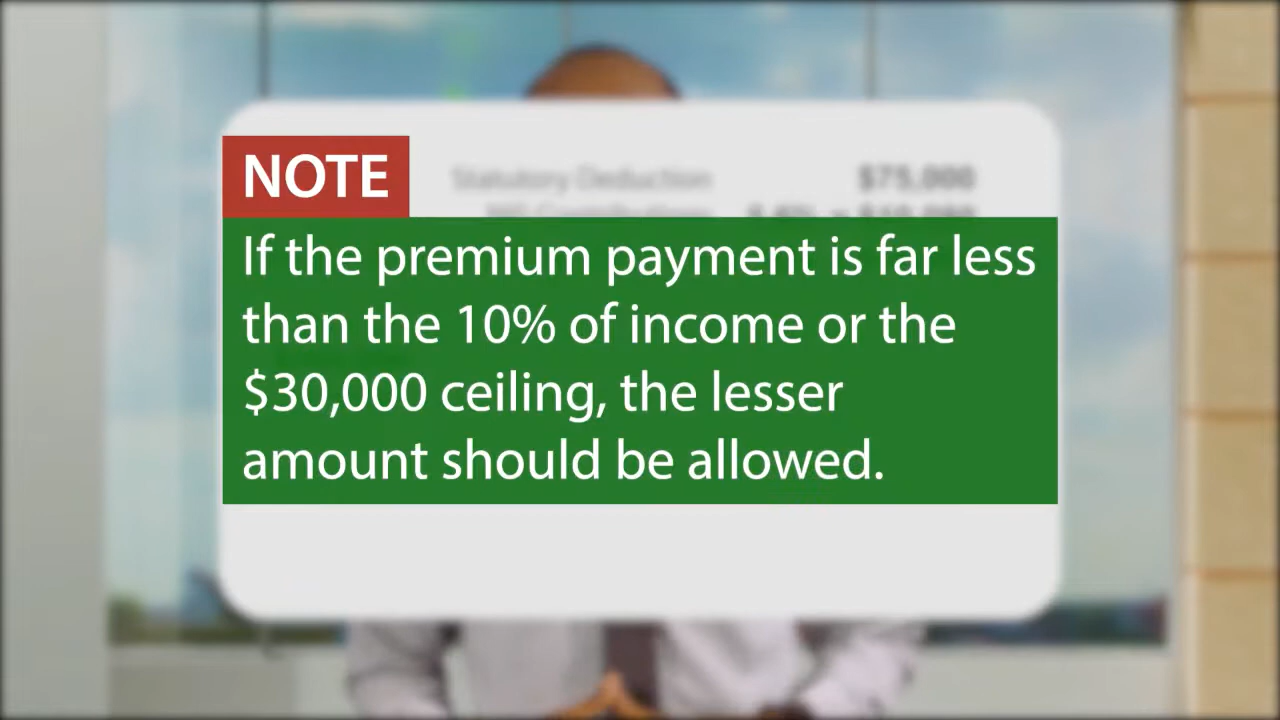 NOTE
Statutory Deduction $75,000
If the premium payment is far less
than the 10% of income or the
$30,000 ceiling, the lesser
amount should be allowed.